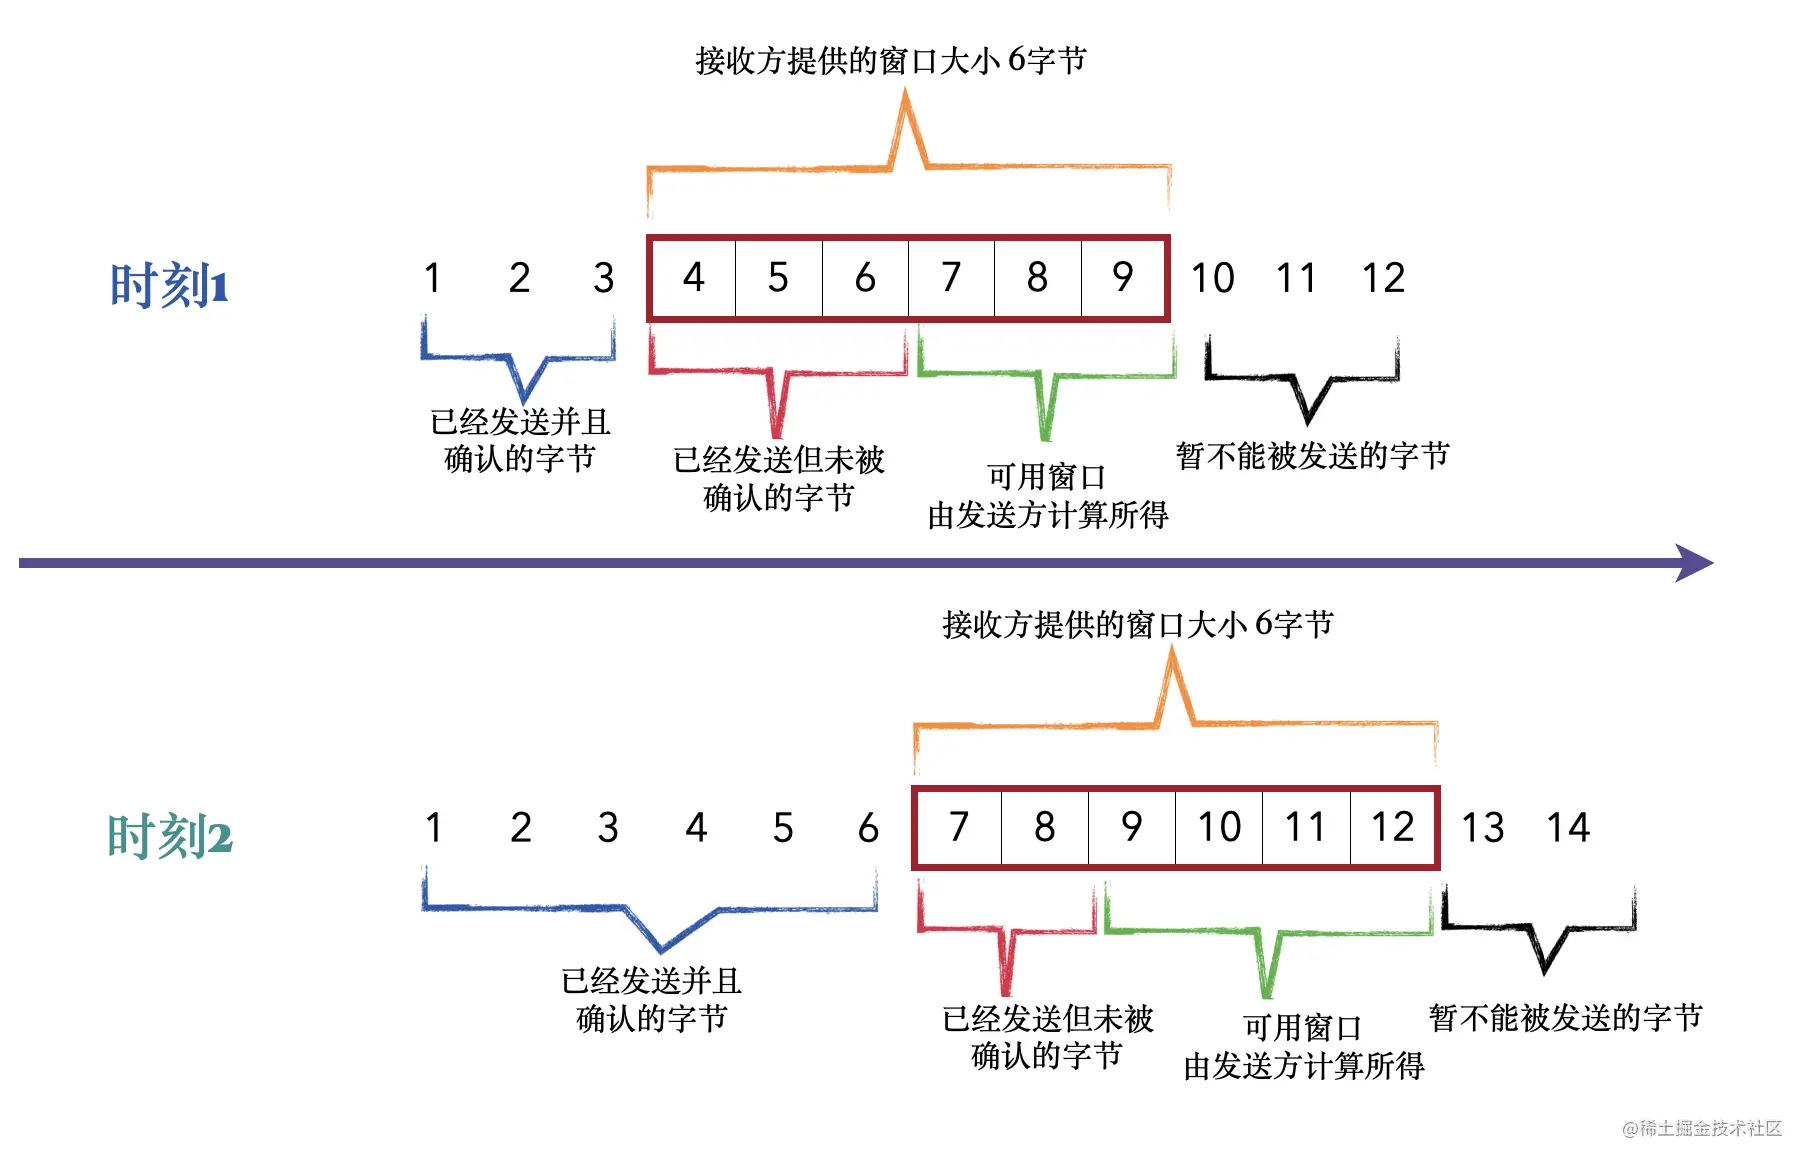 接收方提供的窗口大小 6字节
时刻1
1 2 3 4 5 6 7 8 9 10 11 12
已经发送并且
确认的字节
已经发送但未被
确认的字节
可用窗口
由发送方计算所得
暂不能被发送的字节
接收方提供的窗口大小 6字节
时刻2
1 2 3 4 5 6 7 8 9 10 11 12 13 14
已经发送并且
确认的字节
已经发送但未被
确认的字节
可用窗口
由发送方计算所得
暂不能被发送的字节
@稀土掘金技术社区